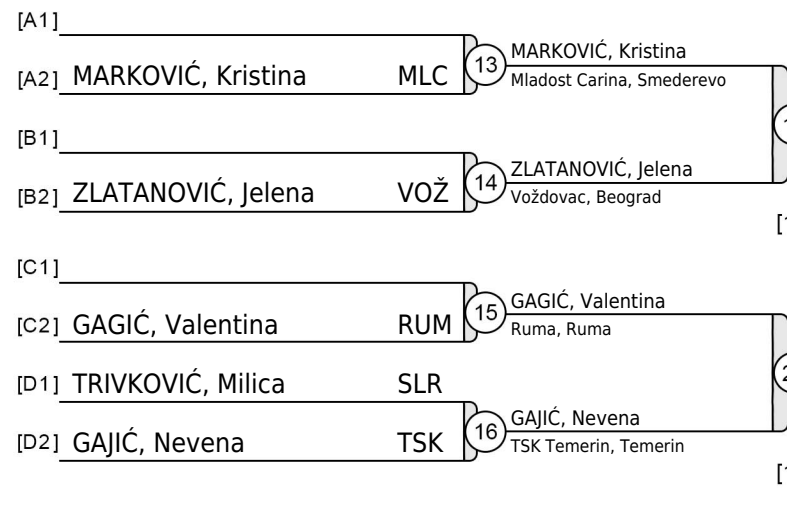 [A1]
[A2] MARKOVIĆ, Kristina MLC
13
MARKOVIĆ, Kristina
Mladost Carina, Smederevo
[B1]
[B2] ZLATANOVIĆ, Jelena VOŽ
14
ZLATANOVIĆ, Jelena
Voždovac, Beograd
[C1]
[C2] GAGIĆ, Valentina RUM
15
GAGIĆ, Valentina
Ruma, Ruma
[D1] TRIVKOVIĆ, Milica SLR
[D2] GAJIĆ, Nevena TSK
16
GAJIĆ, Nevena
TSK Temerin, Temerin